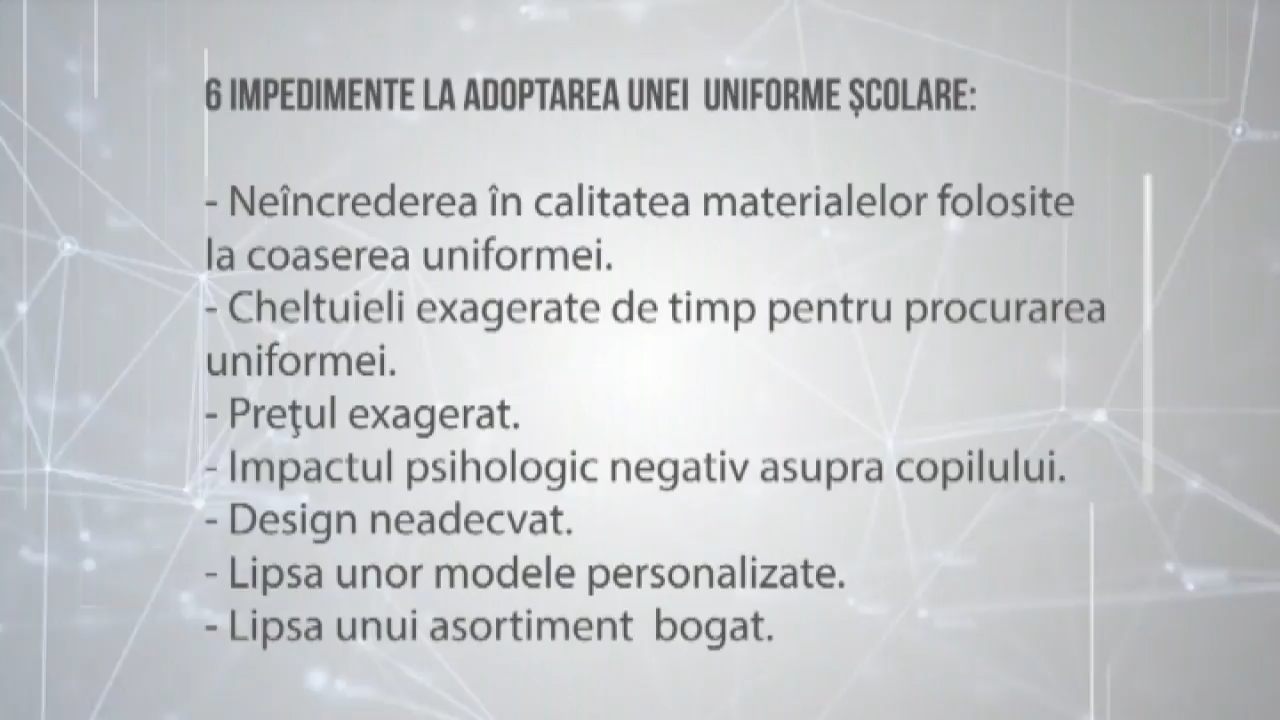 6 IMPEDIMENTE LA ADOPTAREA UNEI UNIFORME ȘCOLARE:
- Neîncrederea în calitatea materialelor folosite
la coaserea uniformei.
- Cheltuieli exagerate de timp pentru procurarea
uniformei.
- Preţul exagerat.
- Impactul psihologic negativ asupra copilului.
- Design neadecvat.
- Lipsa unor modele personalizate.
- Lipsa unui asortiment bogat.